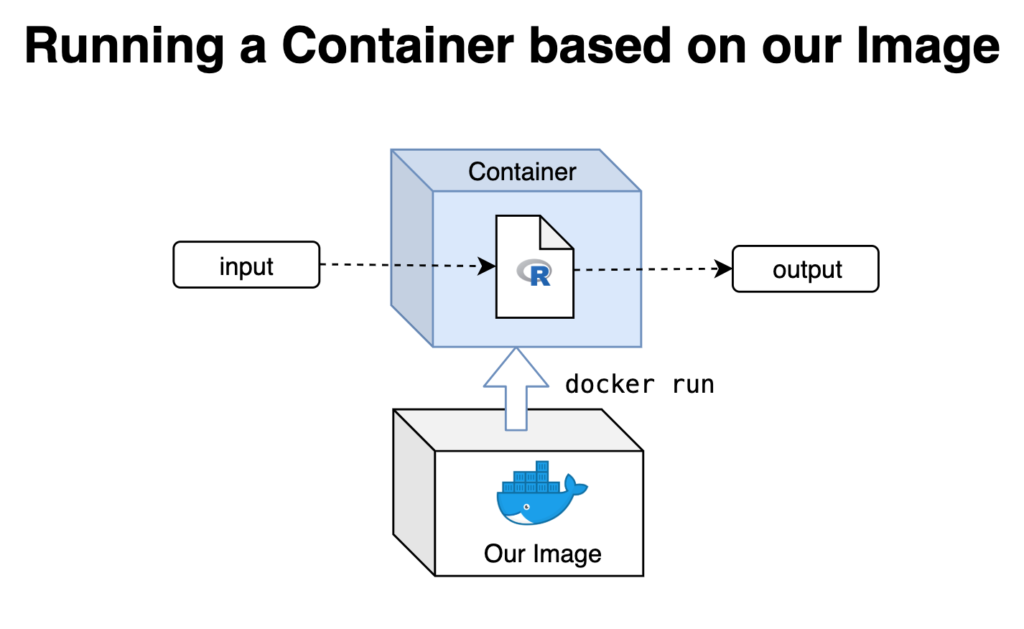 Running a Container based on our Image
Container
input
R
output
docker run
Our Image